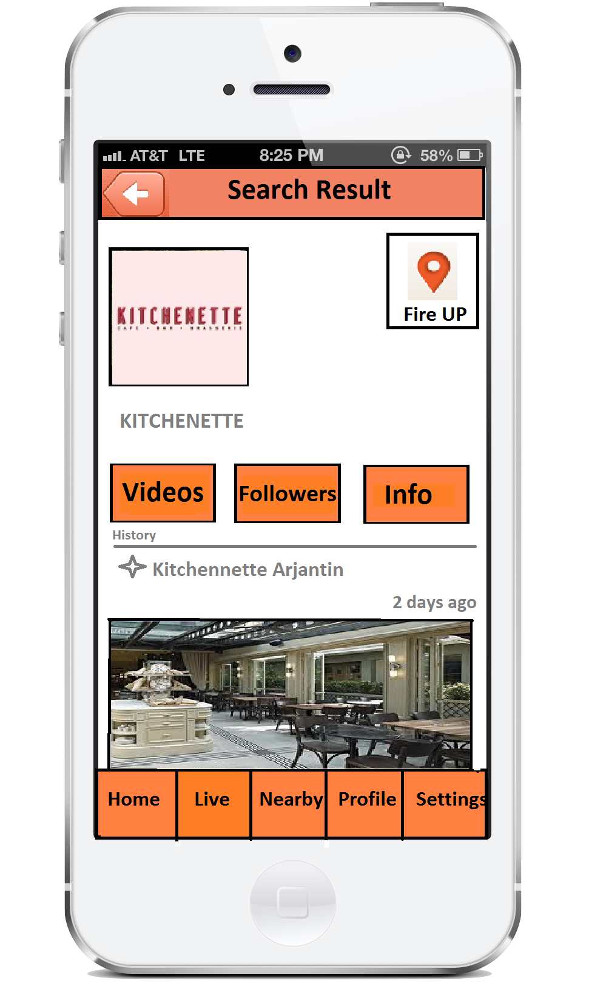 AT&T LTE 8:25 PM 58%
Search Result
KITCHENETTE
CAFE • BAR • BRASSERIE
Fire UP
KITCHENETTE
Videos Followers Info
History
Kitchennette Arjantin
2 days ago
Home Live Nearby Profile Settings